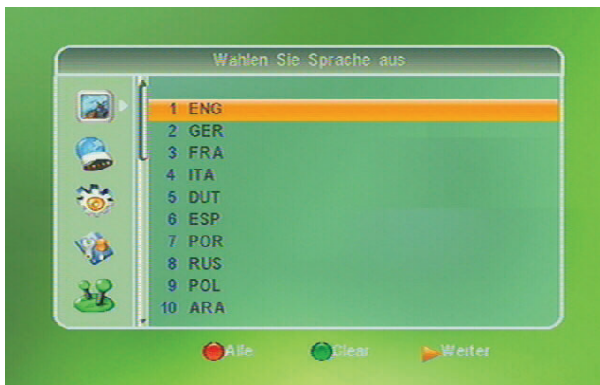 Wahlen Sie Sprache aus
1 ENG
2 GER
3 FRA
4 ITA
5 DUT
6 ESP
7 POR
8 RUS
9 POL
10 ARA
Alle Clear Weiter